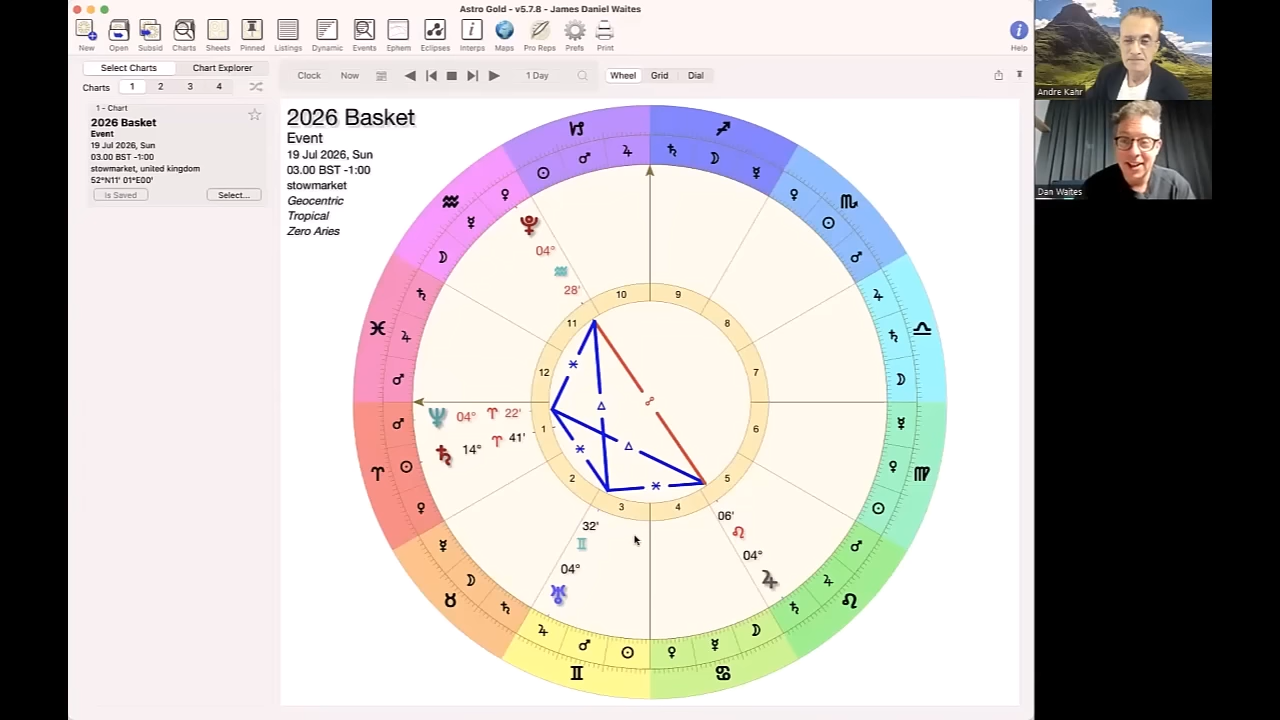 Astro Gold - v5.7.8 - James Daniel Waites
New Open Subsid Charts Sheets Pinned Listings Dynamic Events Ephem Eclipses Interps Maps Pro Reps Prefs Print Help
Select Charts Chart Explorer
Charts 1 2 3 4
Clock Now 1 Day Wheel Grid Dial
1 - Chart
2026 Basket
Event
19 Jul 2026, Sun
03.00 BST -1:00
stowmarket, united kingdom
52°N11' 01°E00'
Is Saved Select...
2026 Basket
Event
19 Jul 2026, Sun
03.00 BST -1:00
stowmarket
Geocentric
Tropical
Zero Aries
♑ ♐
☉ ♂ ♃ ♄ ☽ ☿
♒ ♏
☽ ☿ ♀ ♀ ☉ ♂
♓ ♎
♄ ♃ ♂ ♃ ♄ ☽
♈ ♍
♂ ☉ ♀ ☿ ♀ ☉
♉ ♌
☿ ☽ ♄ ♂ ♃ ♄
♊ ♋
♃ ♂ ☉ ♀ ☿ ☽
♇ 04° ♒ 28'
♆ 04° ♈ 22'
♄ 14° ♈ 41'
32' ♊ 04° ♅
06' ♌ 04° ♃
10 9
11 8
12 7
1 6
2 5
3 4
Andre Kahr
Dan Waites